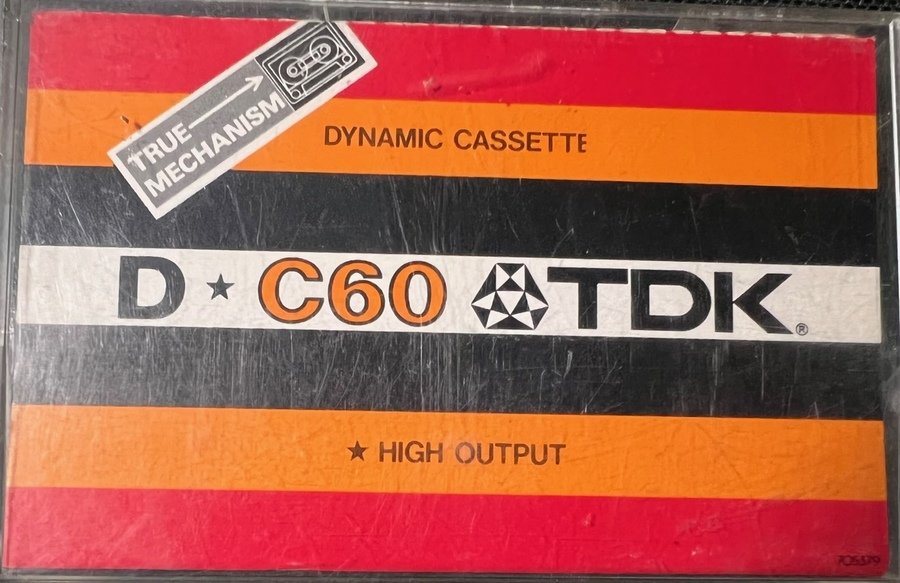 TRUE
MECHANISM
DYNAMIC CASSETTE
D ★ C60 TDK ®
★ HIGH OUTPUT